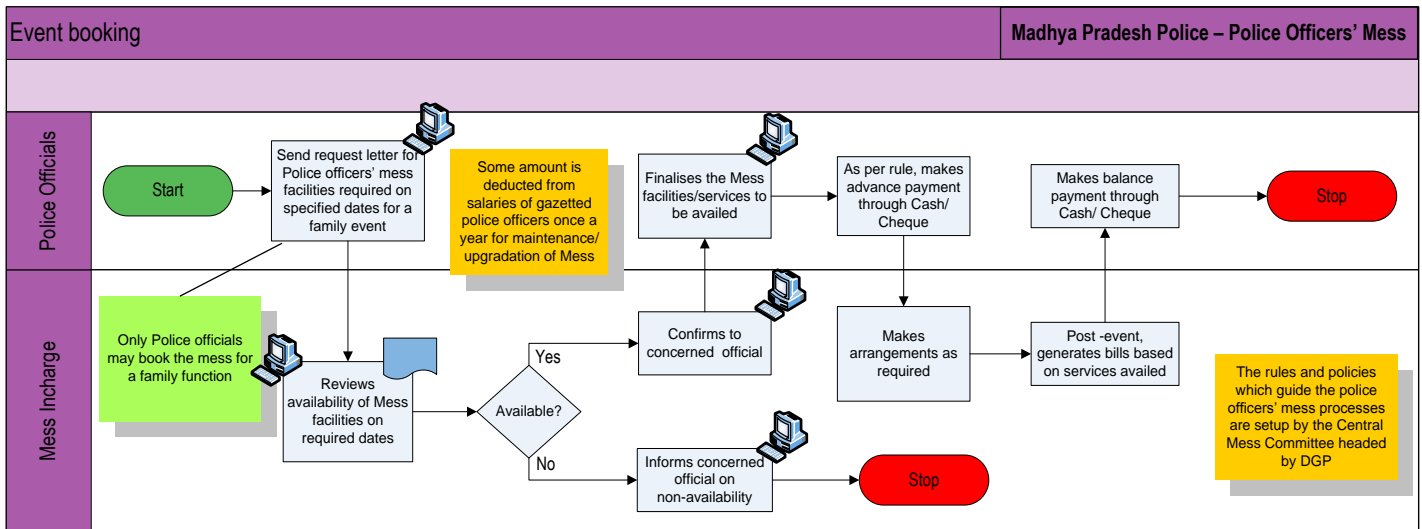 Event booking
Madhya Pradesh Police – Police Officers' Mess
Police Officials
Start
Send request letter for
Police officers' mess
facilities required on
specified dates for a
family event
Some amount is
deducted from
salaries of gazetted
police officers once a
year for maintenance/
upgradation of Mess
Finalises the Mess
facilities/services to
be availed
As per rule, makes
advance payment
through Cash/
Cheque
Makes balance
payment through
Cash/ Cheque
Stop
Mess Incharge
Only Police officials
may book the mess for
a family function
Reviews
availability of Mess
facilities on
required dates
Available?
Yes
No
Confirms to
concerned official
Informs concerned
official on
non-availability
Stop
Makes
arrangements as
required
Post -event,
generates bills based
on services availed
The rules and policies
which guide the police
officers' mess processes
are setup by the Central
Mess Committee headed
by DGP